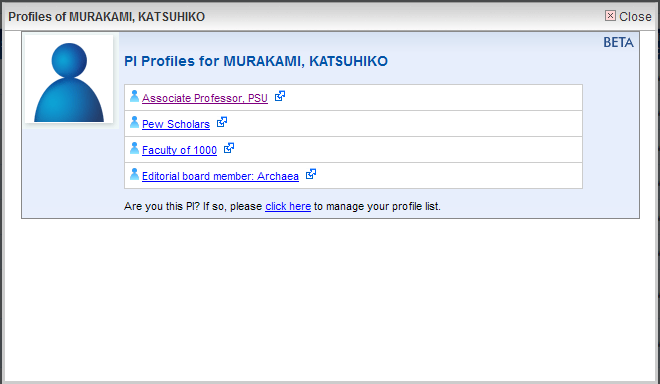 Profiles of MURAKAMI, KATSUHIKO
Close
BETA
PI Profiles for MURAKAMI, KATSUHIKO
Associate Professor, PSU
Pew Scholars
Faculty of 1000
Editorial board member: Archaea
Are you this PI? If so, please click here to manage your profile list.